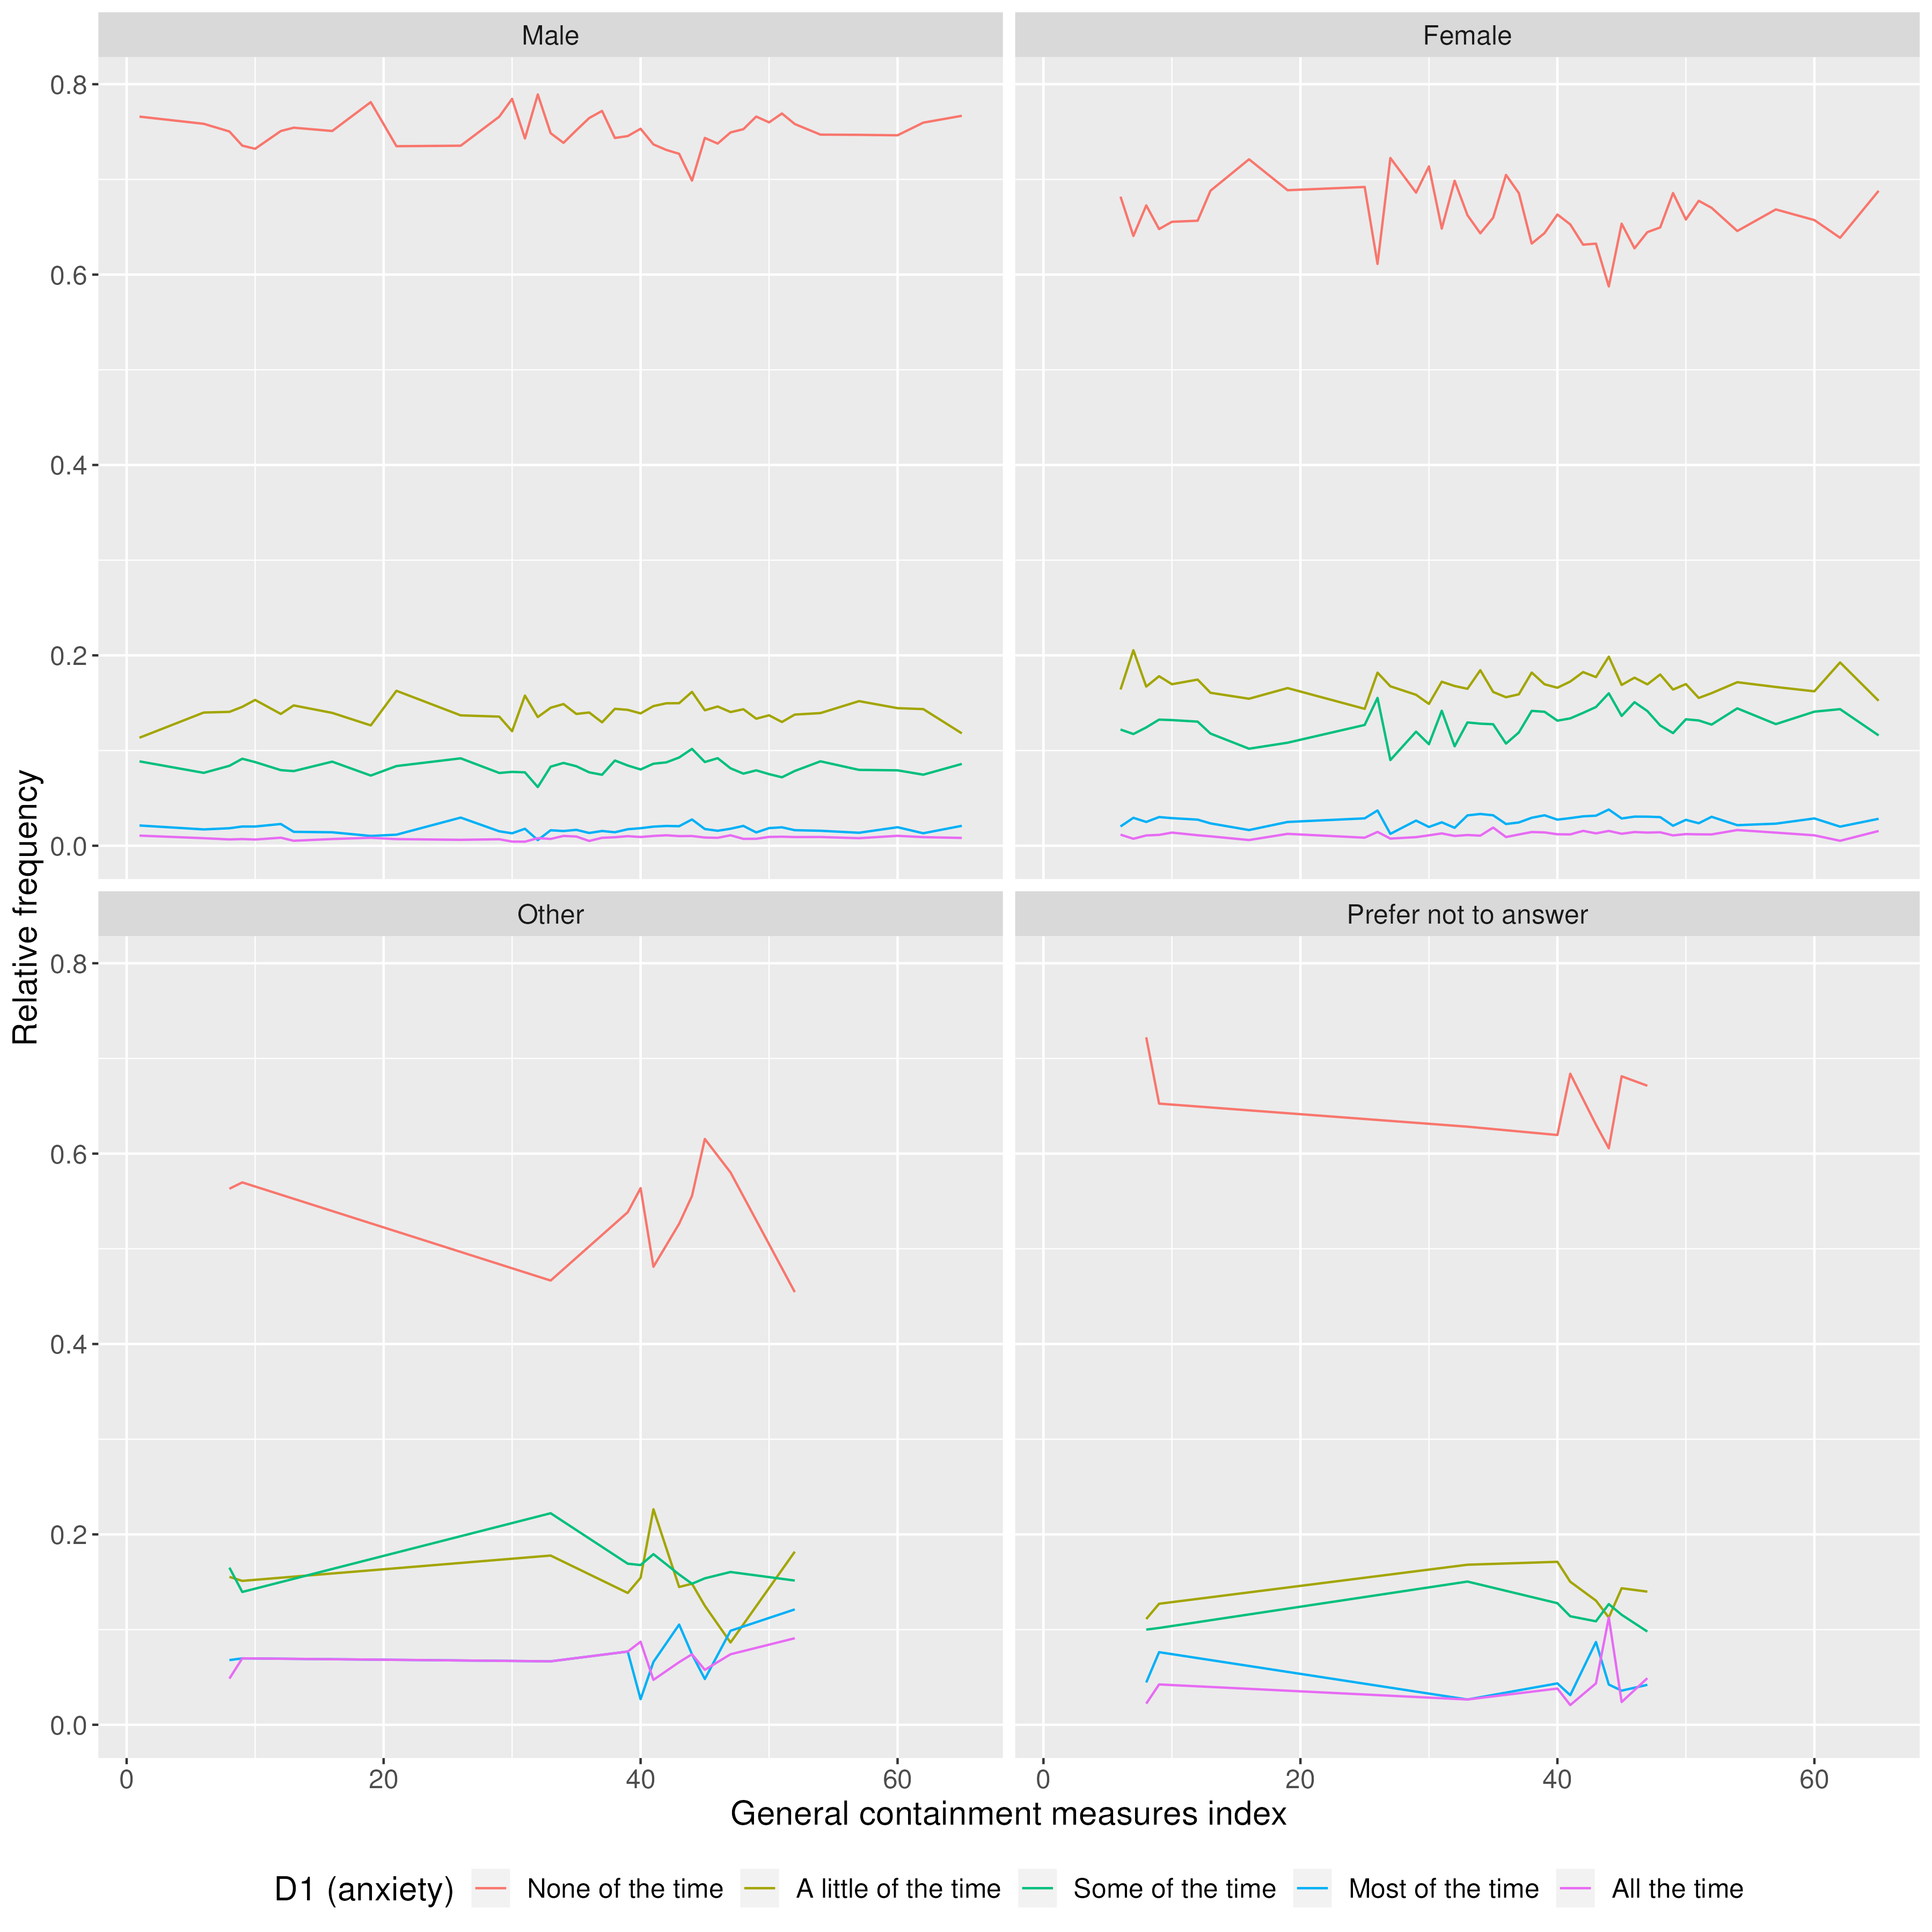 Male
Female
0.8
0.6
0.4
0.2
0.0
Other
Prefer not to answer
0.8
0.6
0.4
0.2
0.0
0 20 40 60
0 20 40 60
Relative frequency
General containment measures index
D1 (anxiety) None of the time A little of the time Some of the time Most of the time All the time